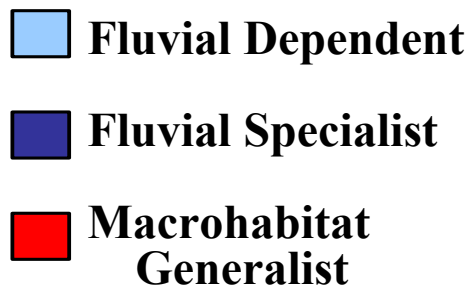 Fluvial Dependent
Fluvial Specialist
Macrohabitat
Generalist